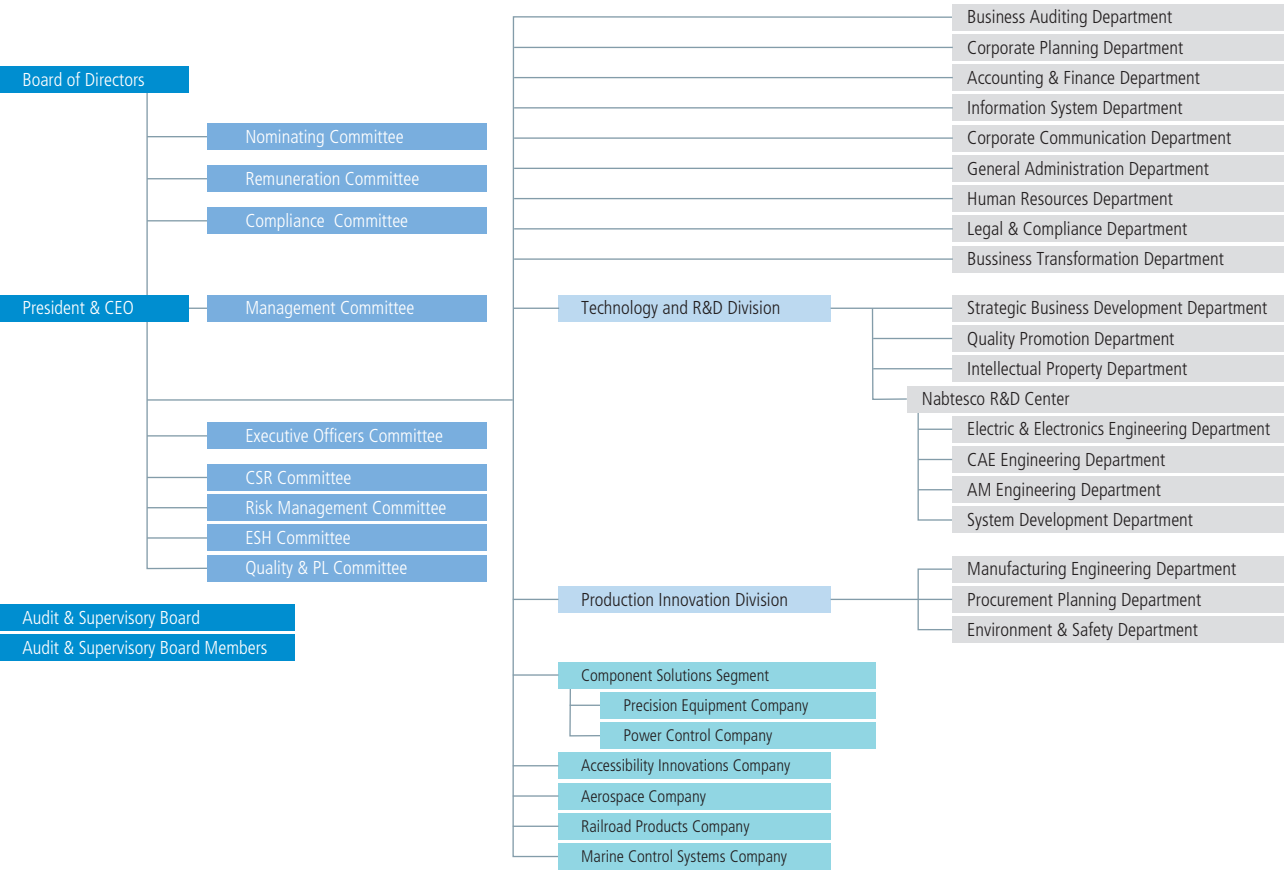 Board of Directors
Nominating Committee
Remuneration Committee
Compliance  Committee
President & CEO
Management Committee
Executive Officers Committee
CSR Committee
Risk Management Committee
ESH Committee
Quality & PL Committee
Audit & Supervisory Board
Audit & Supervisory Board Members
Business Auditing Department
Corporate Planning Department
Accounting & Finance Department
Information System Department
Corporate Communication Department
General Administration Department
Human Resources Department
Legal & Compliance Department
Bussiness Transformation Department
Technology and R&D Division
Strategic Business Development Department
Quality Promotion Department
Intellectual Property Department
Nabtesco R&D Center
Electric & Electronics Engineering Department
CAE Engineering Department
AM Engineering Department
System Development Department
Production Innovation Division
Manufacturing Engineering Department
Procurement Planning Department
Environment & Safety Department
Component Solutions Segment
Precision Equipment Company
Power Control Company
Accessibility Innovations Company
Aerospace Company
Railroad Products Company
Marine Control Systems Company